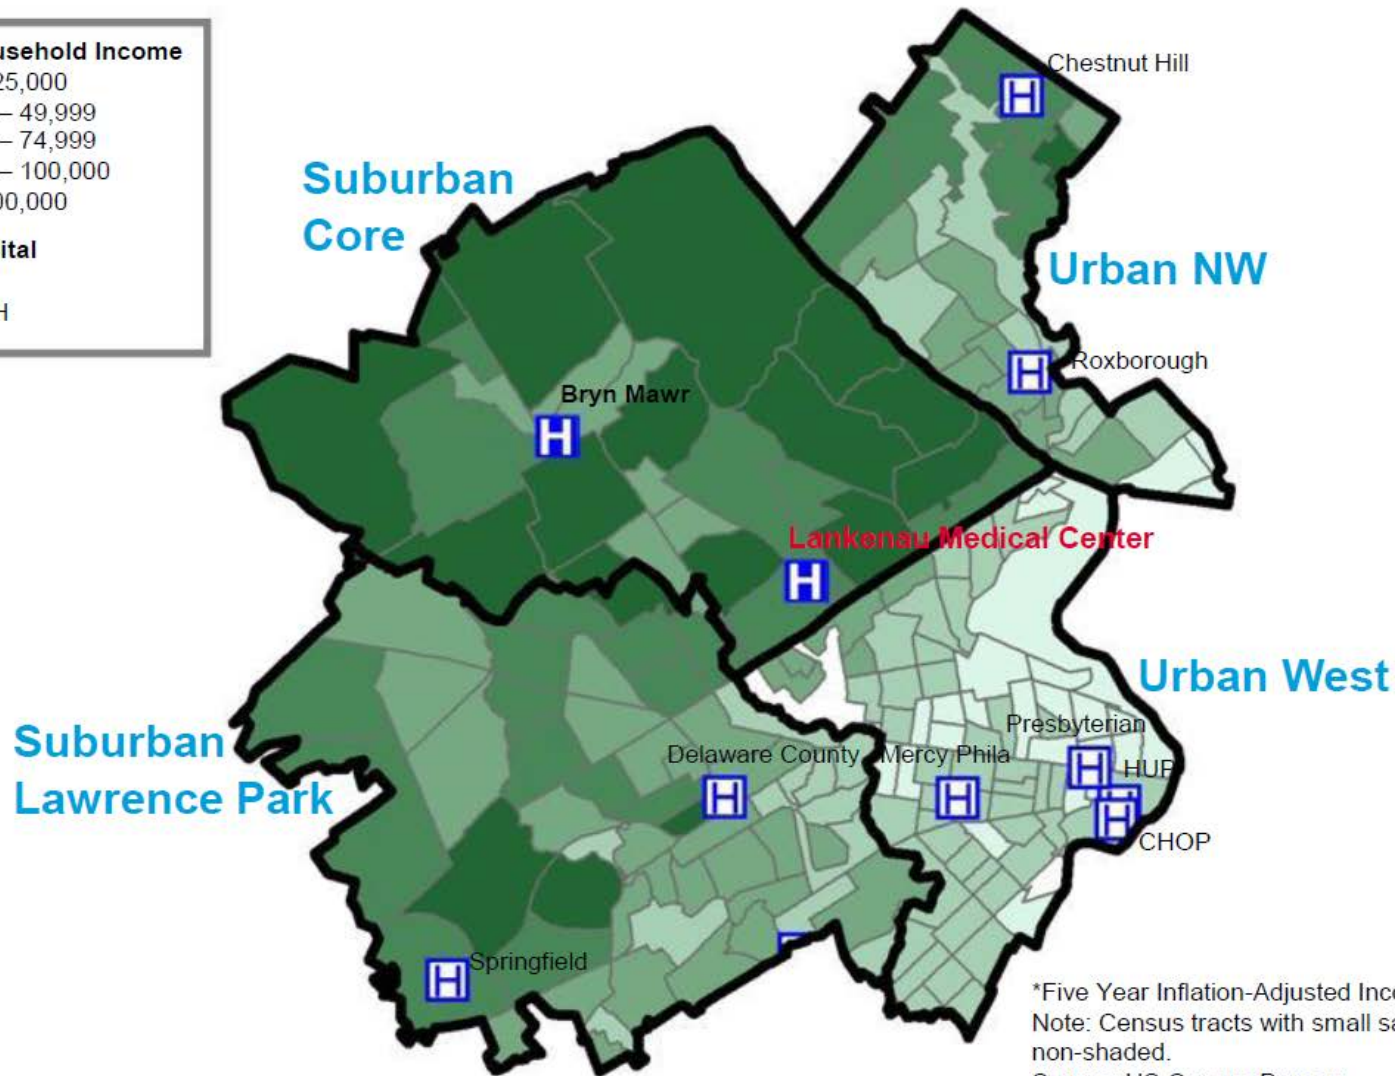 usehold Income
25,000
– 49,999
– 74,999
– 100,000
00,000
ital
H
Chestnut Hill
H
Suburban
Core
Urban NW
Roxborough
H
Bryn Mawr
H
Lankenau Medical Center
H
Urban West
Suburban
Lawrence Park
Presbyterian
Delaware County
Mercy Phila
H
HUP
H
H
H
CHOP
Springfield
H
*Five Year Inflation-Adjusted Inco
Note: Census tracts with small sa
non-shaded.